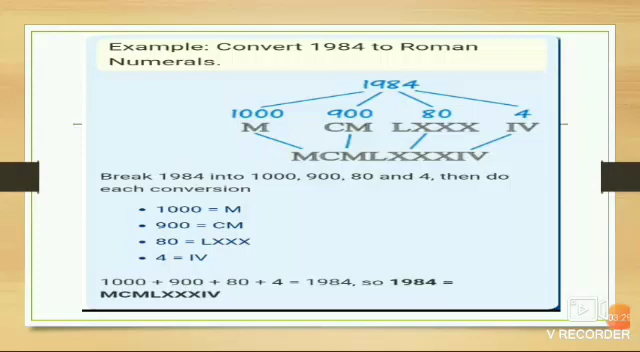 Example: Convert 1984 to Roman
Numerals.
1984
1000 900 80 4
M CM LXXX IV
MCMLXXXIV
Break 1984 into 1000, 900, 80 and 4, then do
each conversion
• 1000 = M
• 900 = CM
• 80 = LXXX
• 4 = IV
1000 + 900 + 80 + 4 = 1984, so 1984 =
MCMLXXXIV
03:29
V RECORDER